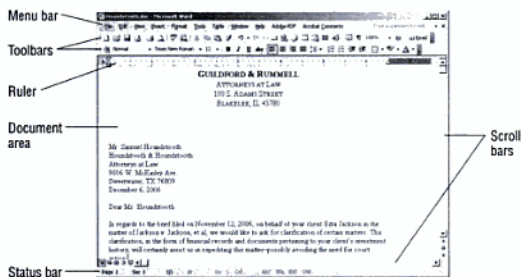 Menu bar
Toolbars
Ruler
Document
area
Status bar
Scroll
bars
Microsoft Word
File Edit View Insert Format Tools Table Window Help Adobe PDF Acrobat Comments
Normal Times New Roman 12
GUILDFORD & RUMMELL
ATTORNEYS AT LAW
100 S. ADAMS STREET
BLAKELEE, IL 45780
Mr. Samuel Houndstooth
Houndstooth & Houndstooth
Attorneys at Law
9086 W. McKinley Ave.
Sweetwater, TX 76809
December 6, 2006
Dear Mr. Houndstooth
In regards to the brief filed on November 12, 2006, on behalf of your client Ezra Jackson in the
matter of Jackson v. Jackson, et al, we would like to ask for clarification of certain matters. This
clarification, in the form of financial records and documents pertaining to your client's investment
history, will certainly assist us in expediting this matter-possibly avoiding the need for court